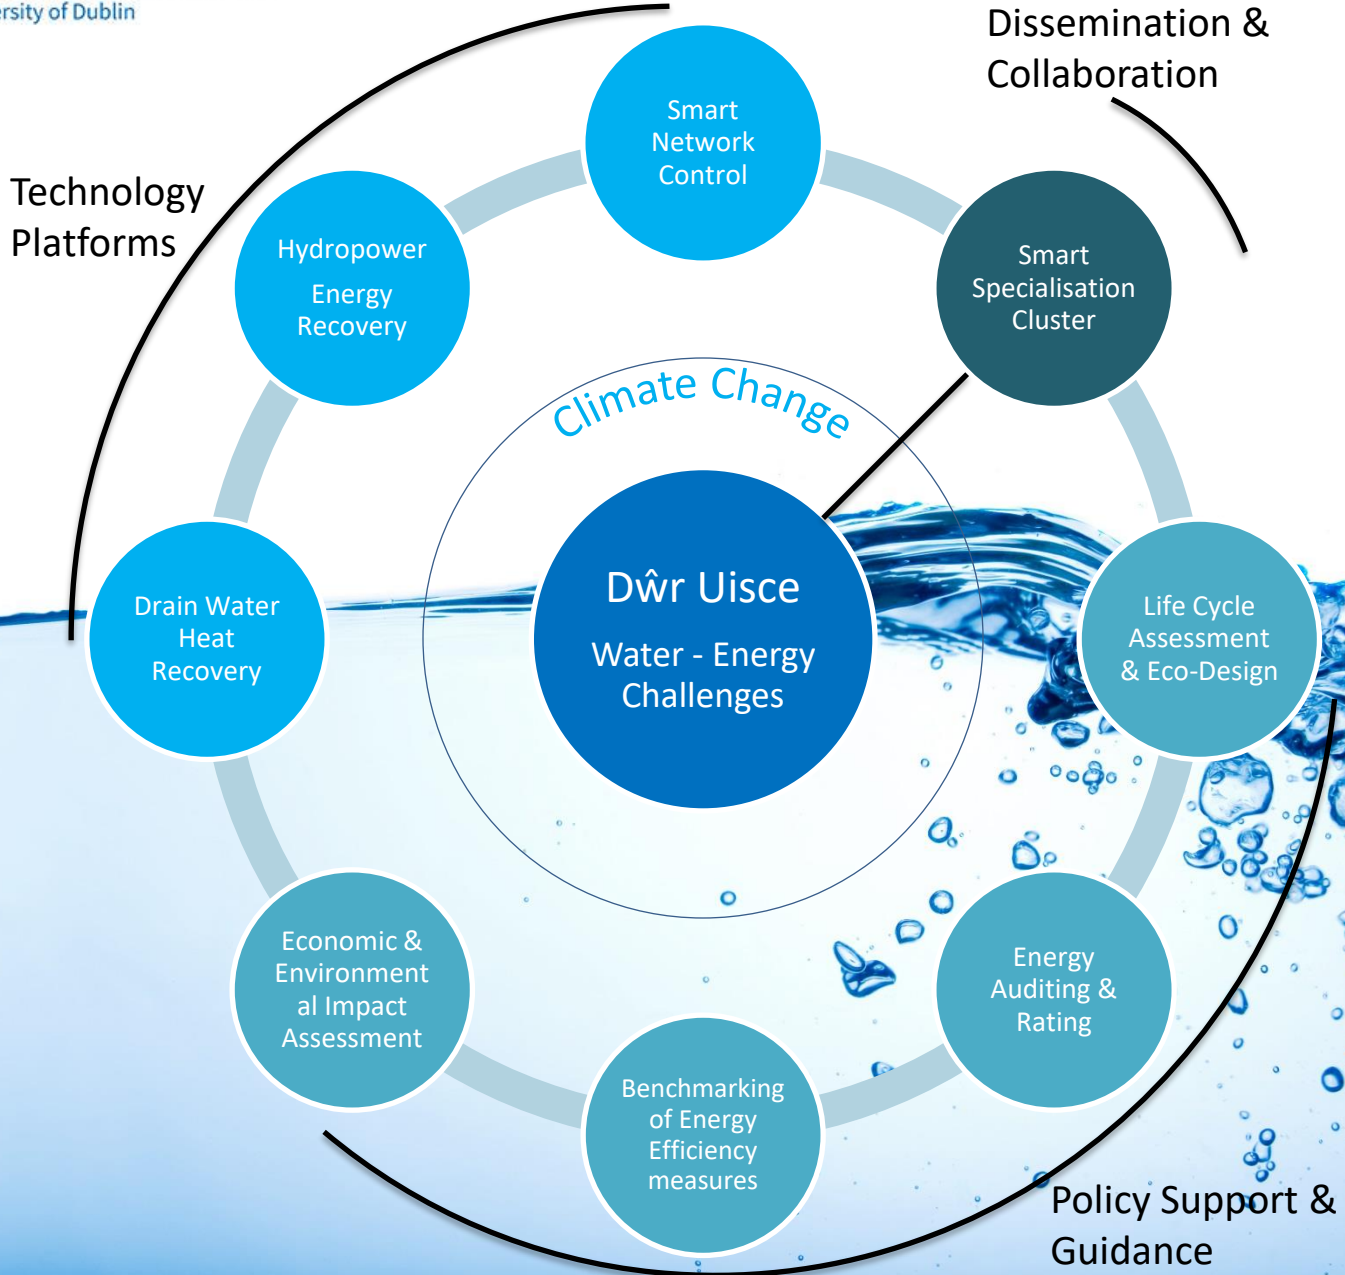 University of Dublin
Dissemination &
Collaboration
Technology
Platforms
Smart
Network
Control
Hydropower
Energy
Recovery
Smart
Specialisation
Cluster
Climate Change
Dŵr Uisce
Water - Energy
Challenges
Drain Water
Heat
Recovery
Life Cycle
Assessment
& Eco-Design
Economic &
Environment
al Impact
Assessment
Energy
Auditing &
Rating
Benchmarking
of Energy
Efficiency
measures
Policy Support &
Guidance